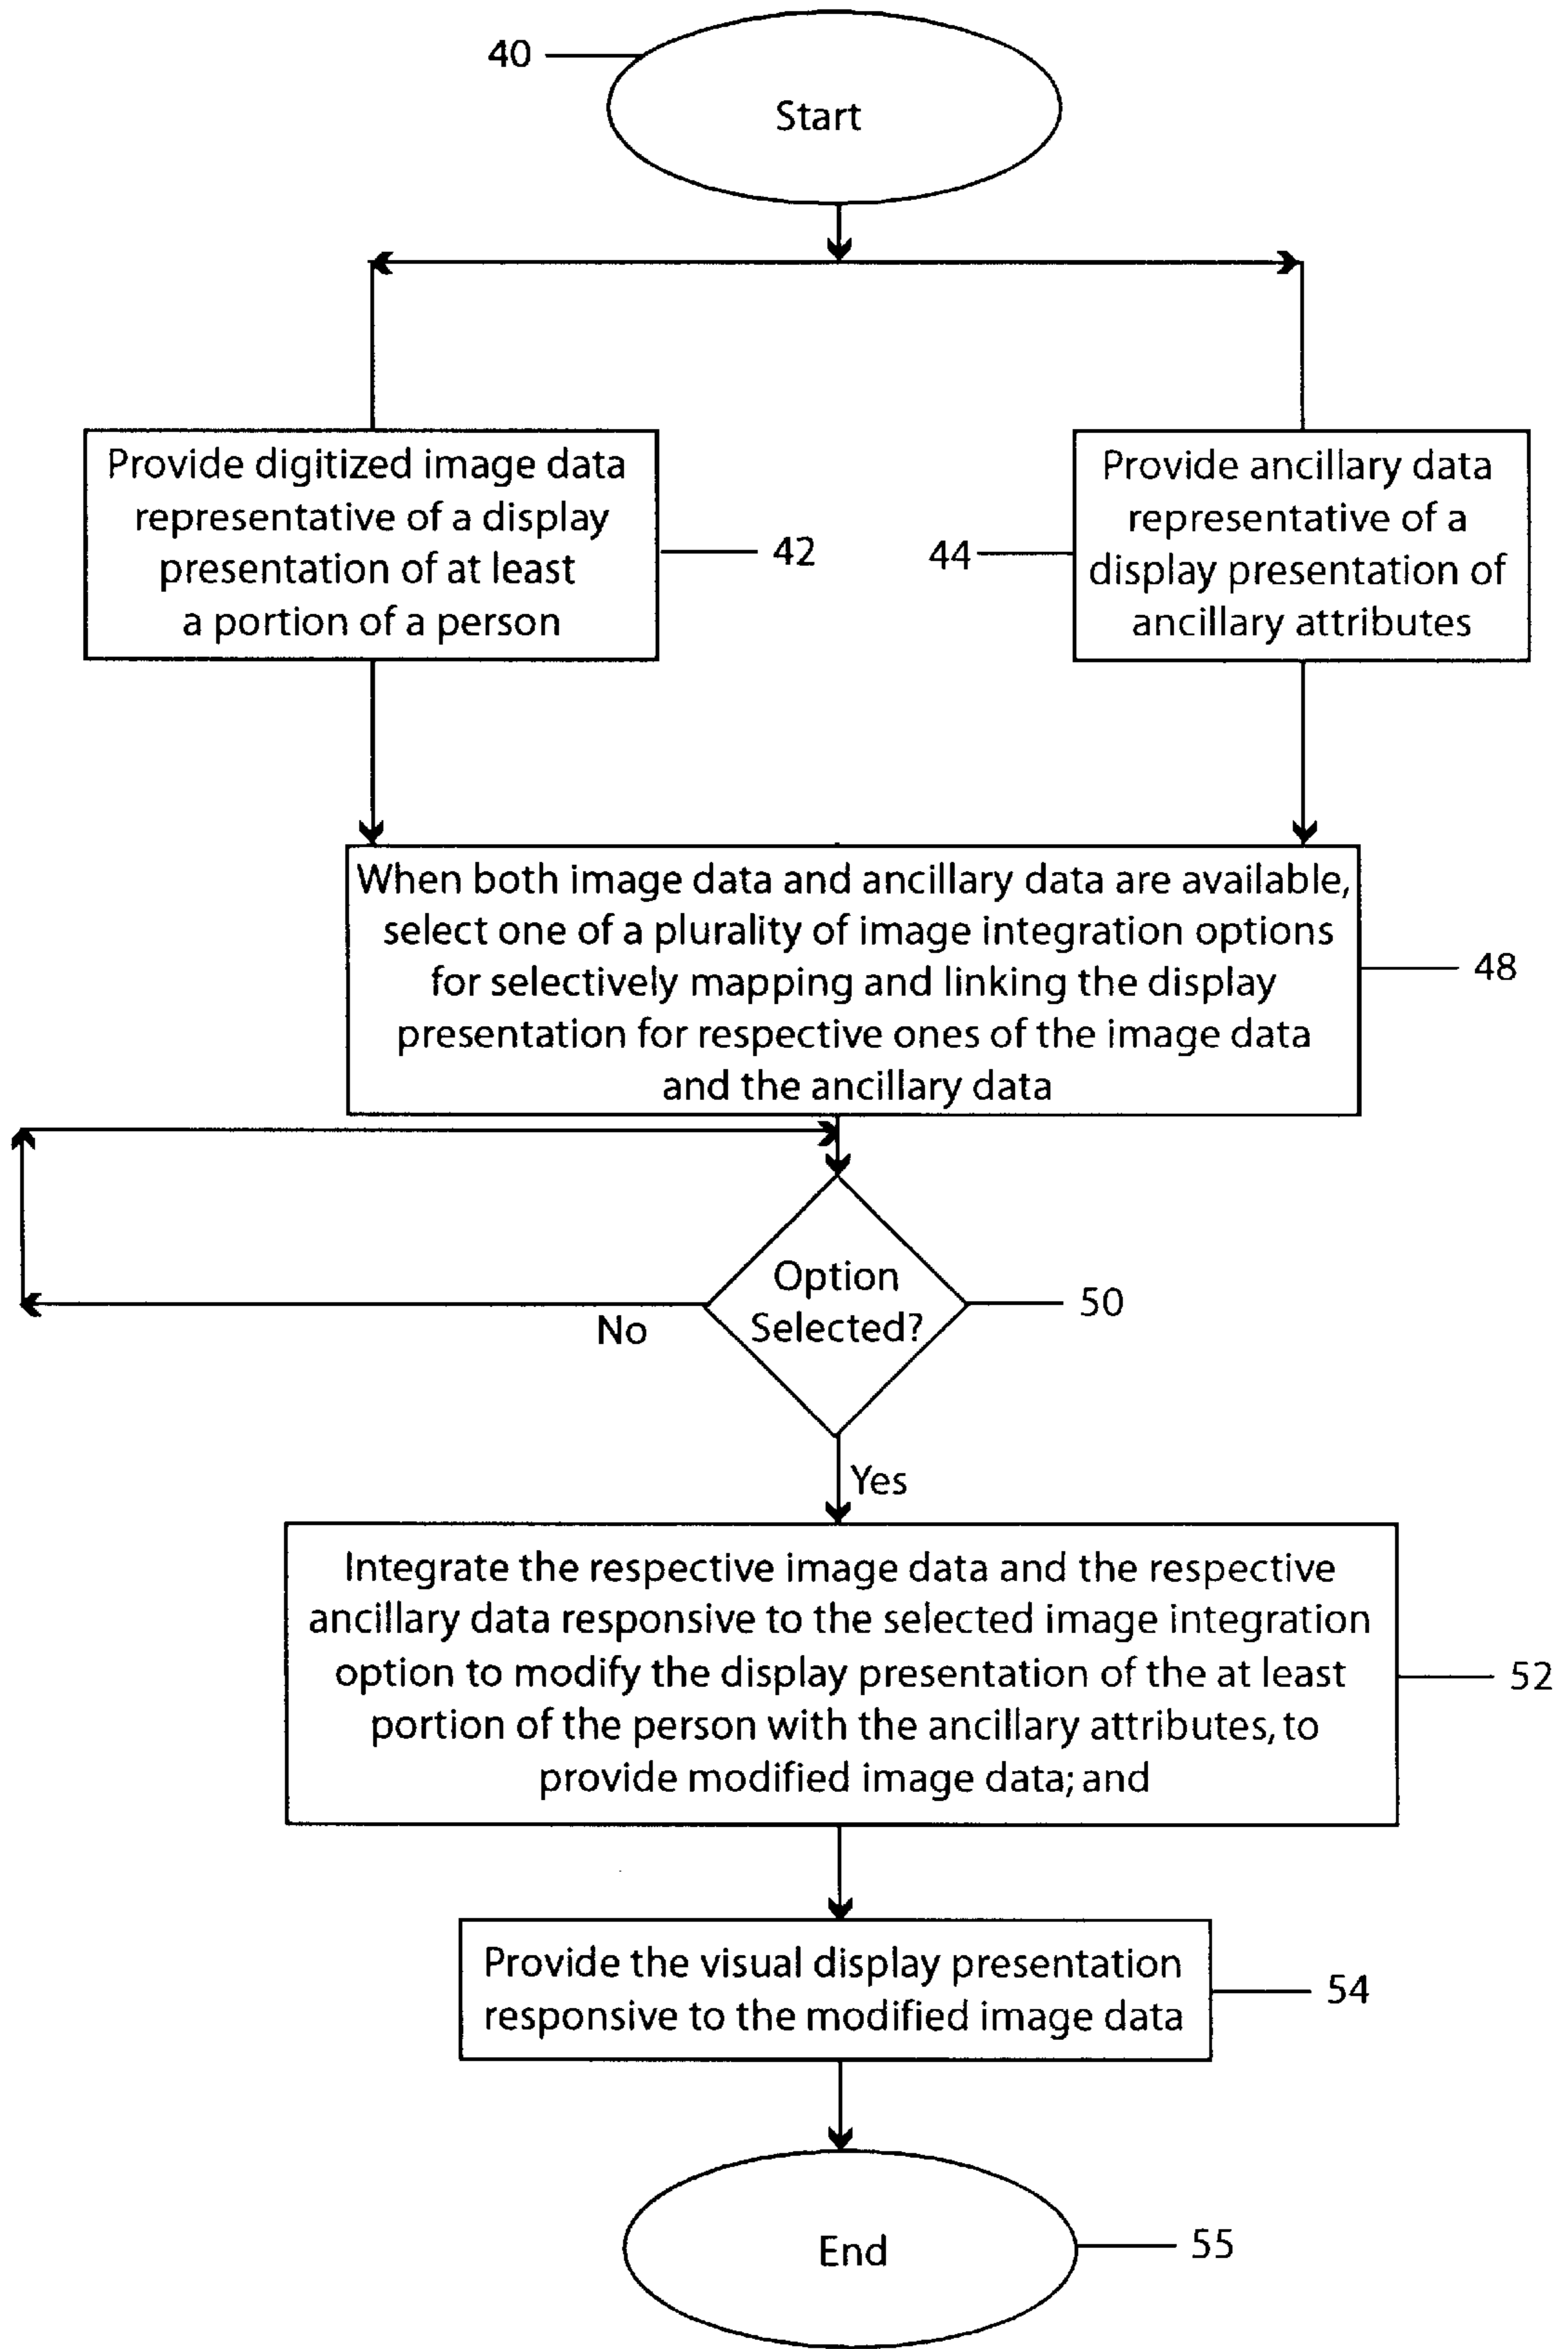 40
Start
Provide digitized image data
representative of a display
presentation of at least
a portion of a person
42
44
Provide ancillary data
representative of a
display presentation of
ancillary attributes
When both image data and ancillary data are available,
select one of a plurality of image integration options
for selectively mapping and linking the display
presentation for respective ones of the image data
and the ancillary data
48
Option
Selected?
50
No
Yes
Integrate the respective image data and the respective
ancillary data responsive to the selected image integration
option to modify the display presentation of the at least
portion of the person with the ancillary attributes, to
provide modified image data; and
52
Provide the visual display presentation
responsive to the modified image data
54
End
55